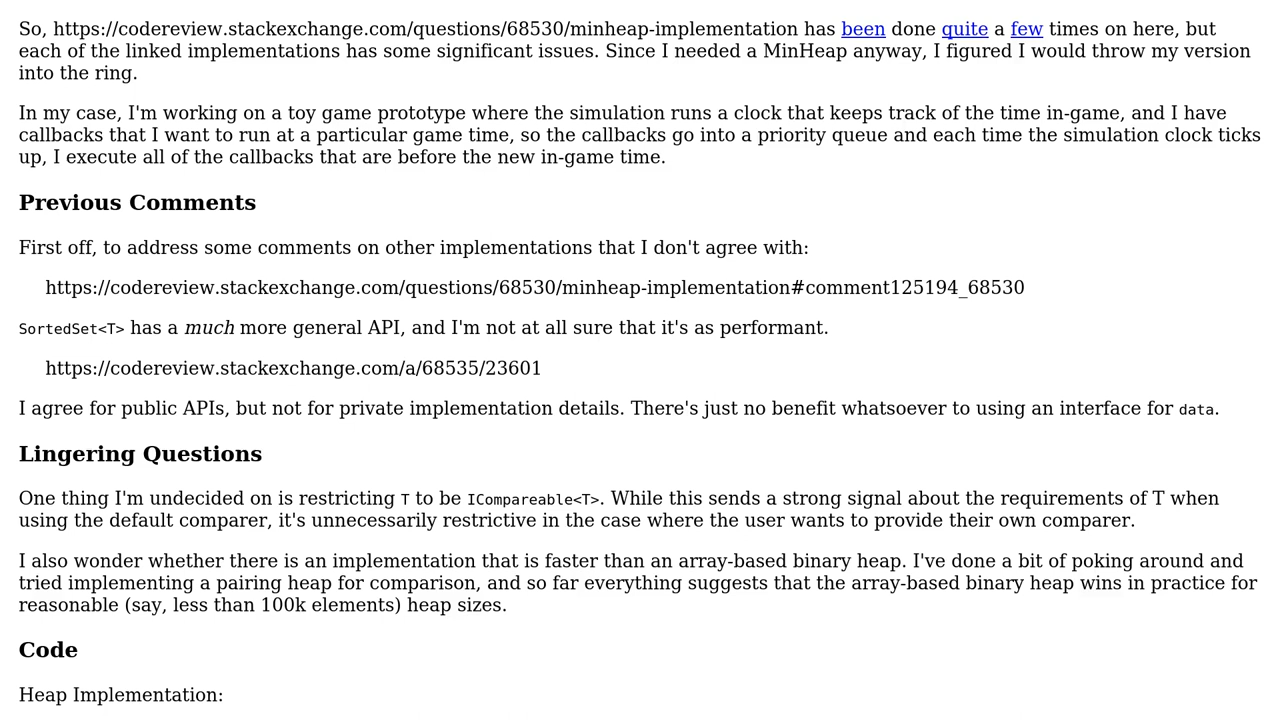 So, https://codereview.stackexchange.com/questions/68530/minheap-implementation has been done quite a few times on here, but
each of the linked implementations has some significant issues. Since I needed a MinHeap anyway, I figured I would throw my version
into the ring.
In my case, I'm working on a toy game prototype where the simulation runs a clock that keeps track of the time in-game, and I have
callbacks that I want to run at a particular game time, so the callbacks go into a priority queue and each time the simulation clock ticks
up, I execute all of the callbacks that are before the new in-game time.
Previous Comments
First off, to address some comments on other implementations that I don't agree with:
https://codereview.stackexchange.com/questions/68530/minheap-implementation#comment125194_68530
SortedSet<T> has a much more general API, and I'm not at all sure that it's as performant.
https://codereview.stackexchange.com/a/68535/23601
I agree for public APIs, but not for private implementation details. There's just no benefit whatsoever to using an interface for data.
Lingering Questions
One thing I'm undecided on is restricting T to be ICompareable<T>. While this sends a strong signal about the requirements of T when
using the default comparer, it's unnecessarily restrictive in the case where the user wants to provide their own comparer.
I also wonder whether there is an implementation that is faster than an array-based binary heap. I've done a bit of poking around and
tried implementing a pairing heap for comparison, and so far everything suggests that the array-based binary heap wins in practice for
reasonable (say, less than 100k elements) heap sizes.
Code
Heap Implementation: